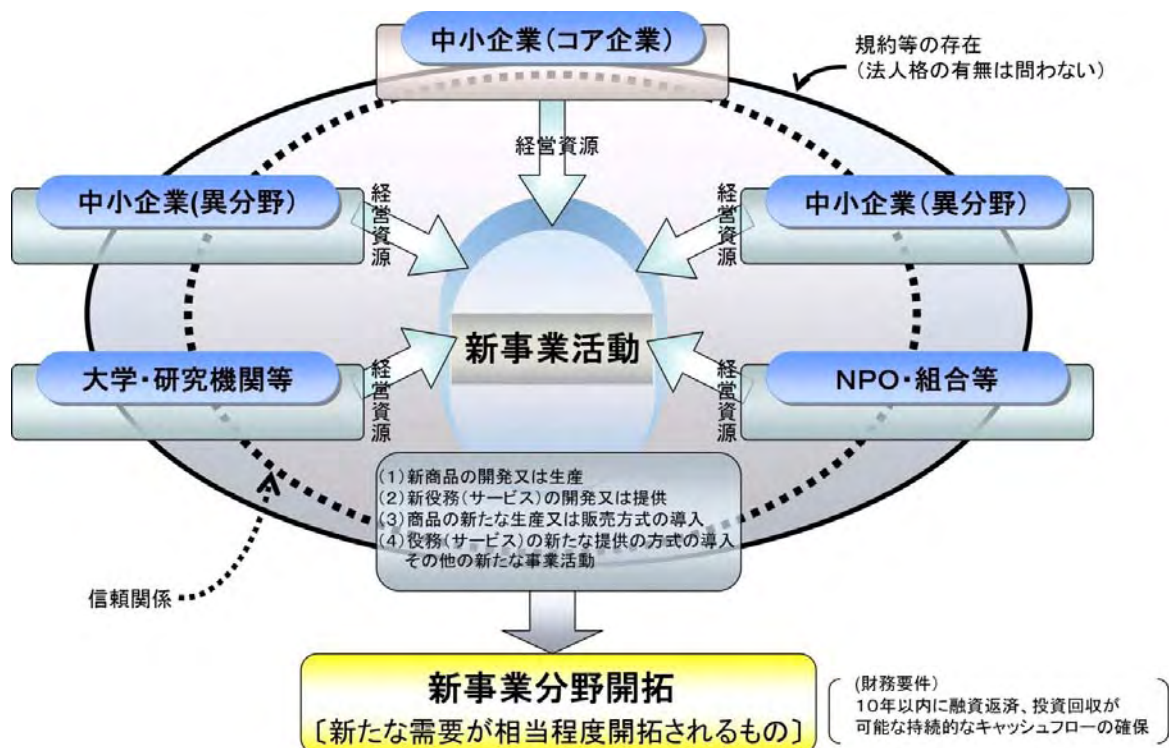 中小企業(コア企業)
規約等の存在
(法人格の有無は問わない)
経営資源
中小企業(異分野)
経営資源
経営資源
中小企業(異分野)
新事業活動
大学・研究機関等
経営資源
経営資源
NPO・組合等
(1)新商品の開発又は生産
(2)新役務(サービス)の開発又は提供
(3)商品の新たな生産又は販売方式の導入
(4)役務(サービス)の新たな提供の方式の導入
その他の新たな事業活動
信頼関係
新事業分野開拓
〔新たな需要が相当程度開拓されるもの〕
(財務要件)
10年以内に融資返済、投資回収が
可能な持続的なキャッシュフローの確保